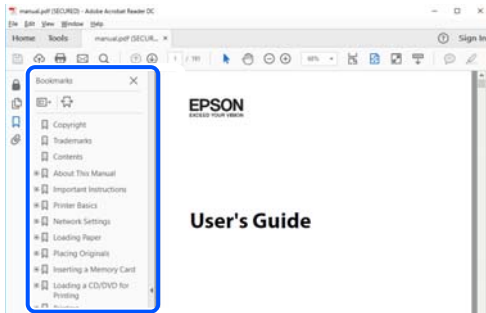 manual.pdf (SECURED) - Adobe Acrobat Reader DC
File Edit View Window Help
Home Tools manual.pdf (SECUR... × Sign In
Bookmarks
EPSON
EXCEED YOUR VISION
Copyright
Trademarks
Contents
About This Manual
Important Instructions
Printer Basics
Network Settings
User's Guide
Loading Paper
Placing Originals
Inserting a Memory Card
Loading a CD/DVD for
Printing